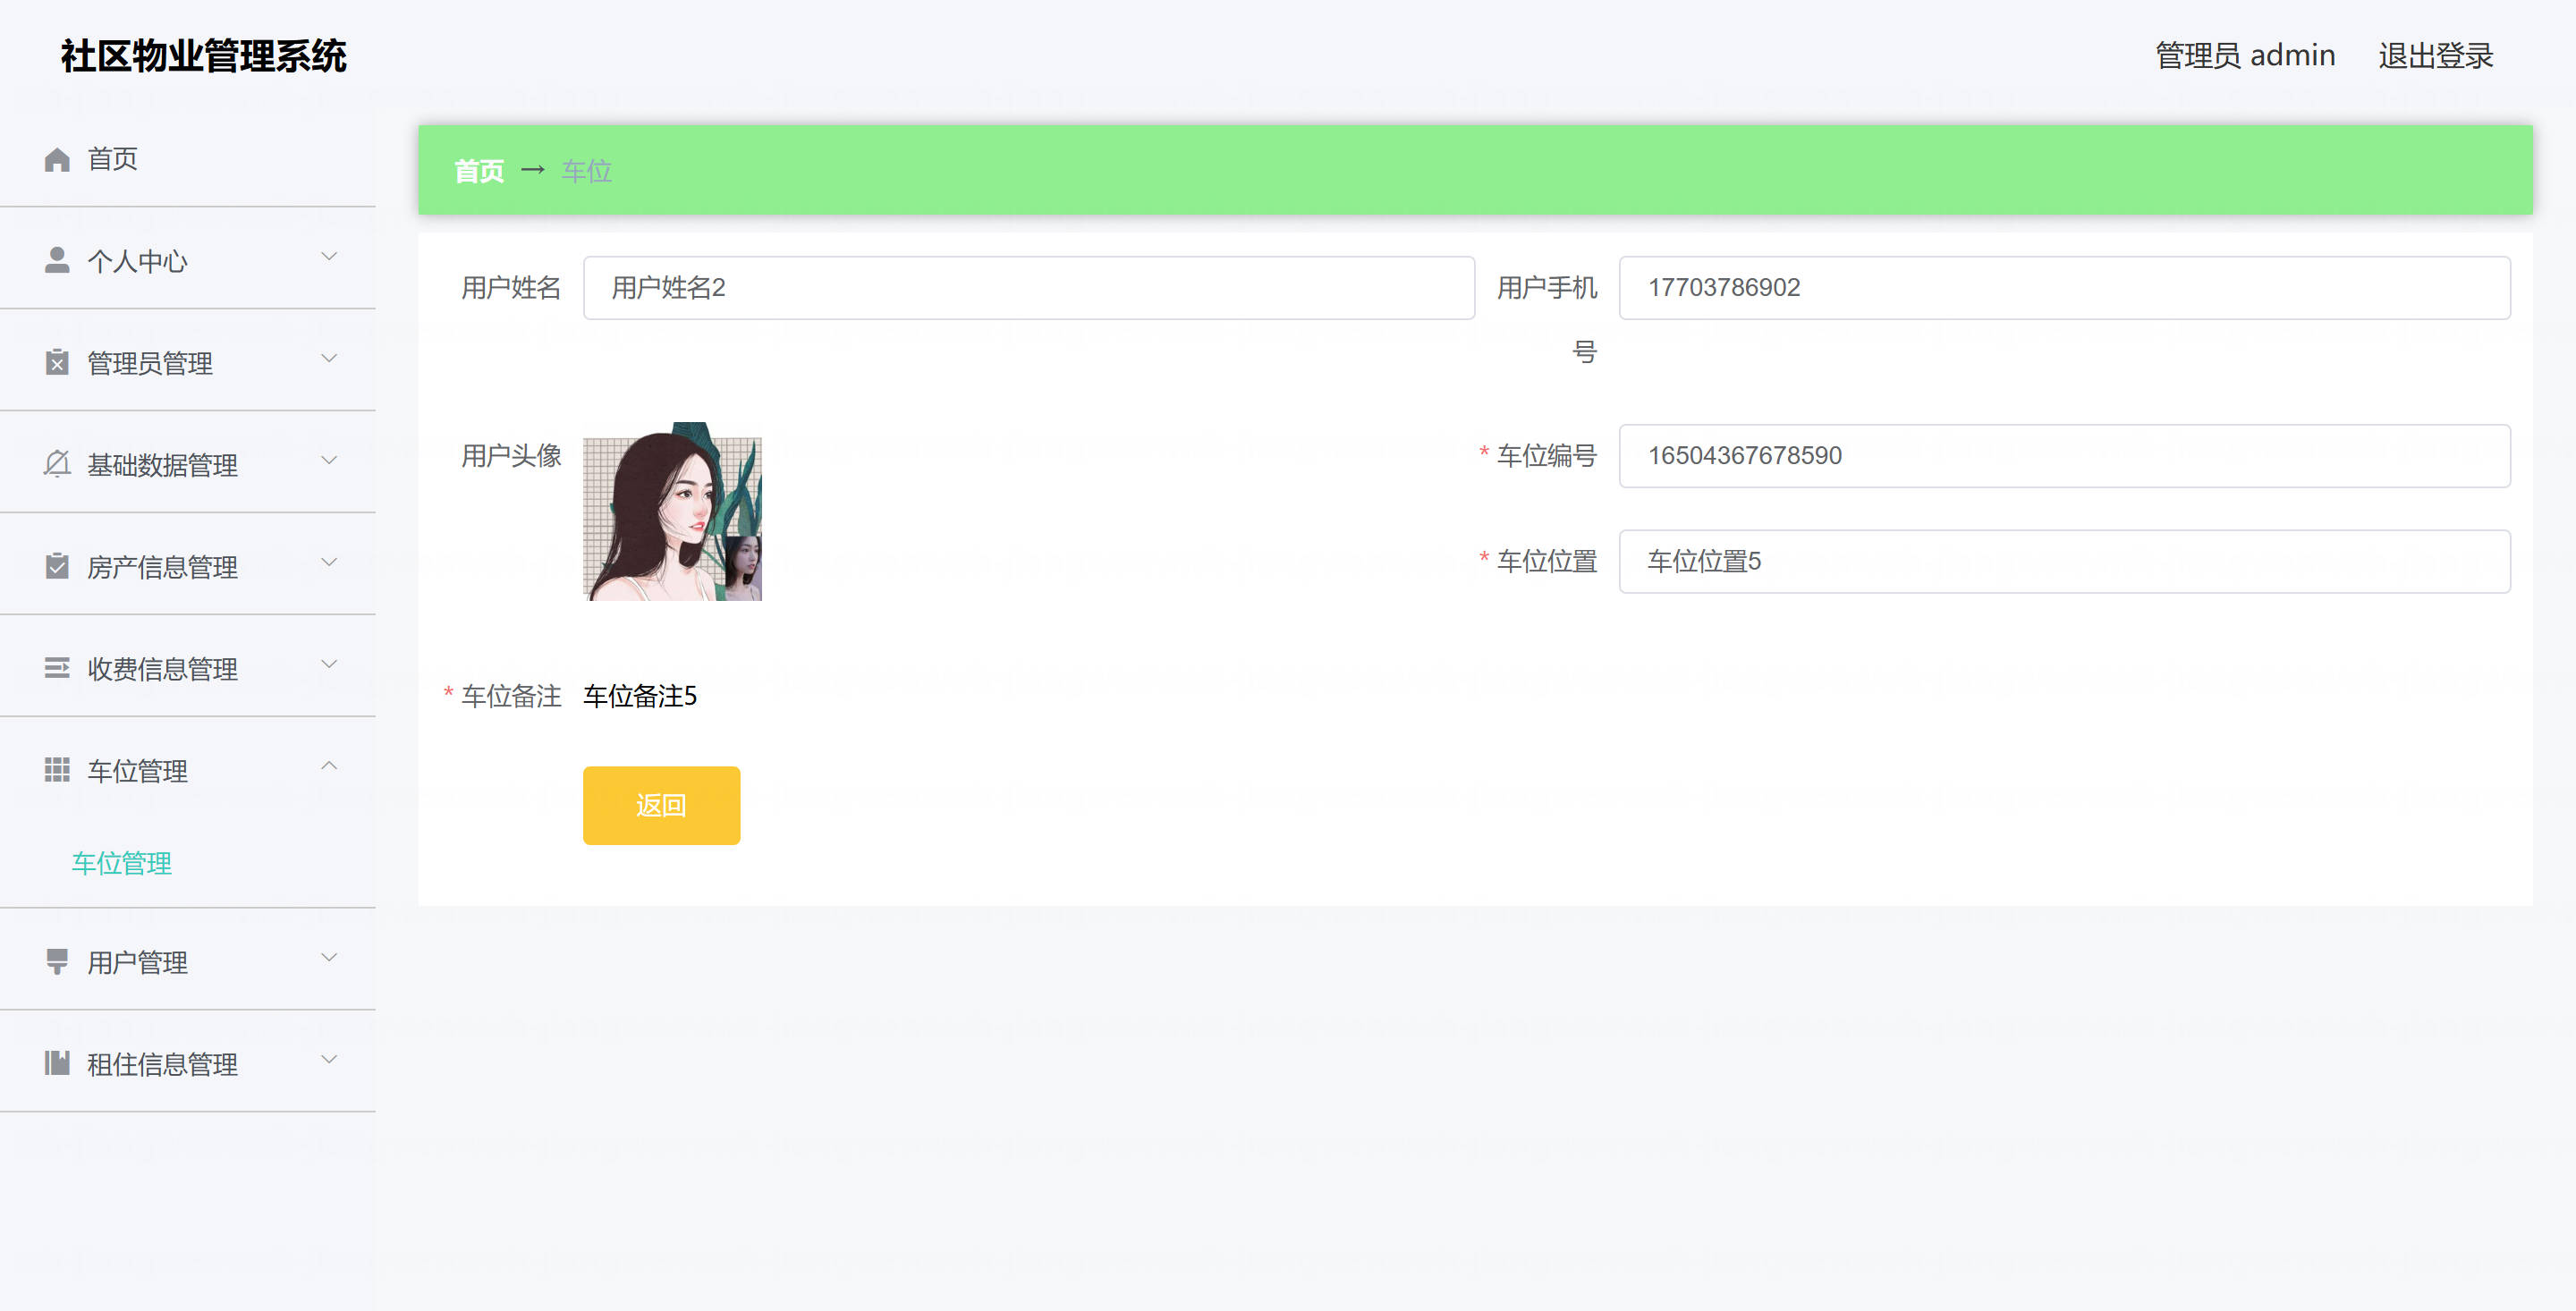 社区物业管理系统
管理员 admin
退出登录
首页
个人中心
管理员管理
基础数据管理
房产信息管理
收费信息管理
车位管理
车位管理
用户管理
租住信息管理
首页 → 车位
用户姓名 用户姓名2
用户手机 17703786902
号
用户头像
* 车位编号 16504367678590
* 车位位置 车位位置5
* 车位备注 车位备注5
返回